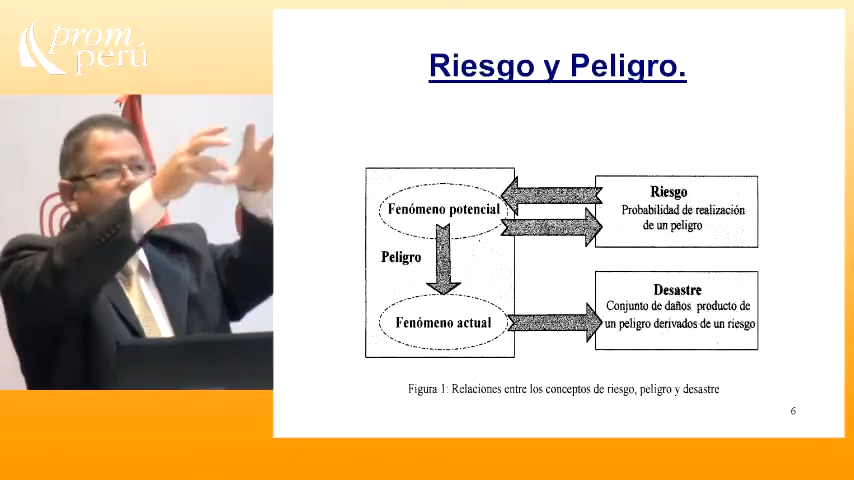 prom
perú
Riesgo y Peligro.
Fenómeno potencial
Peligro
Fenómeno actual
Riesgo
Probabilidad de realización
de un peligro
Desastre
Conjunto de daños producto de
un peligro derivados de un riesgo
Figura 1: Relaciones entre los conceptos de riesgo, peligro y desastre
6